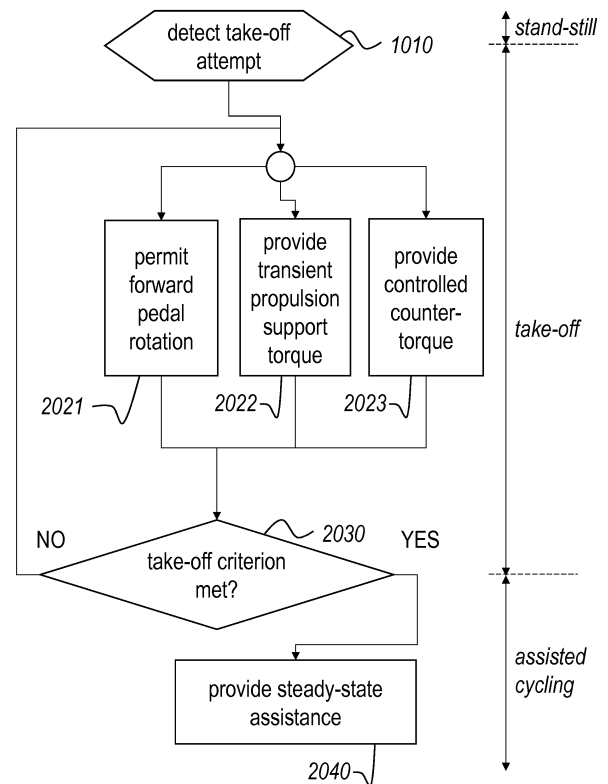 detect take-off
attempt
1010
stand-still
permit
forward
pedal
rotation
provide
transient
propulsion
support
torque
provide
controlled
counter-
torque
take-off
2021
2022
2023
2030
NO
YES
take-off criterion
met?
provide steady-state
assistance
assisted
cycling
2040